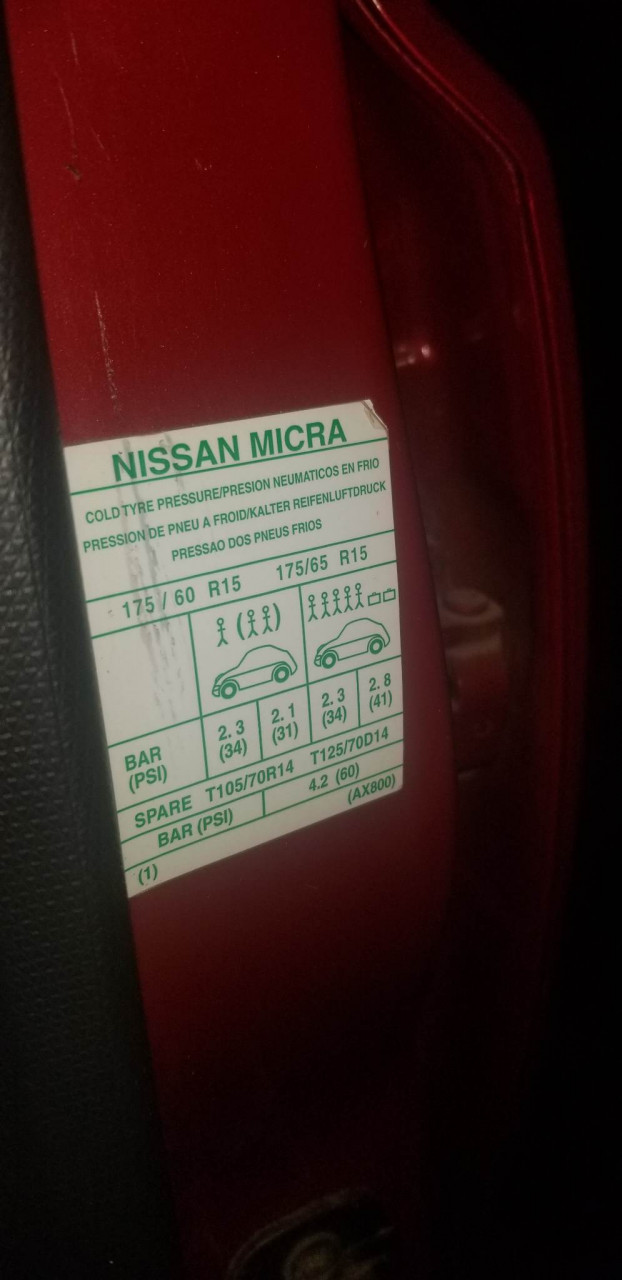 NISSAN MICRA
COLD TYRE PRESSURE/PRESION NEUMATICOS EN FRIO
PRESSION DE PNEU A FROID/KALTER REIFENLUFTDRUCK
PRESSAO DOS PNEUS FRIOS
175 / 60 R15 175/65 R15
( )
BAR (PSI) 2. 3 (34) 2. 1 (31) 2. 3 (34) 2. 8 (41)
SPARE T105/70R14 T125/70D14
BAR (PSI) 4.2 (60)
(1) (AX800)